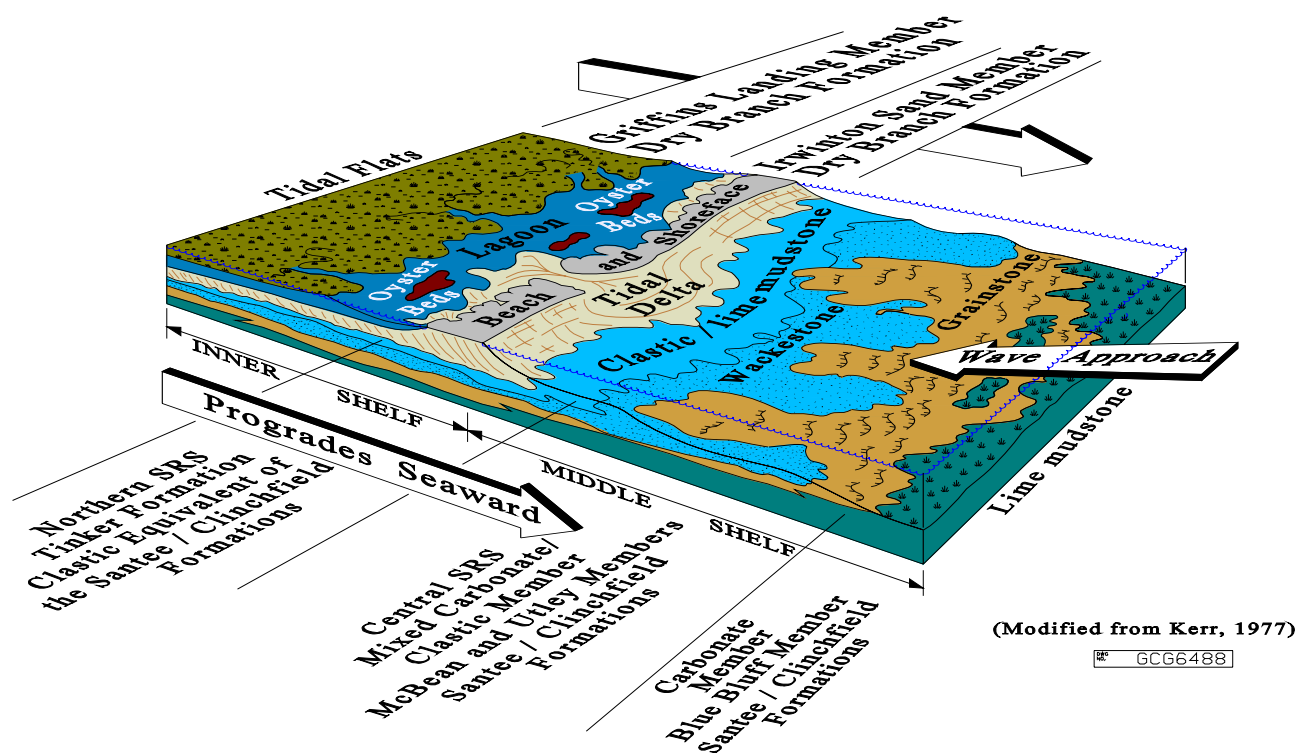 Griffins Landing Member
Dry Branch Formation
Irwinton Sand Member
Dry Branch Formation
Tidal Flats
Oyster
Beds
Lagoon
Oyster
Beds
Beach
and
Shoreface
Tidal
Delta
Clastic / lime mudstone
Wackestone
Grainstone
Wave Approach
Lime mudstone
INNER
SHELF
MIDDLE
SHELF
Progrades Seaward
Northern SRS
Tinker Formation
Clastic Equivalent of
the Santee / Clinchfield
Formations
Central SRS
Mixed Carbonate/
Clastic Member
McBean and Utley Members
Santee / Clinchfield
Formations
Carbonate
Member
Blue Bluff Member
Santee / Clinchfield
Formations
(Modified from Kerr, 1977)
DWG
NO.
GCG6488